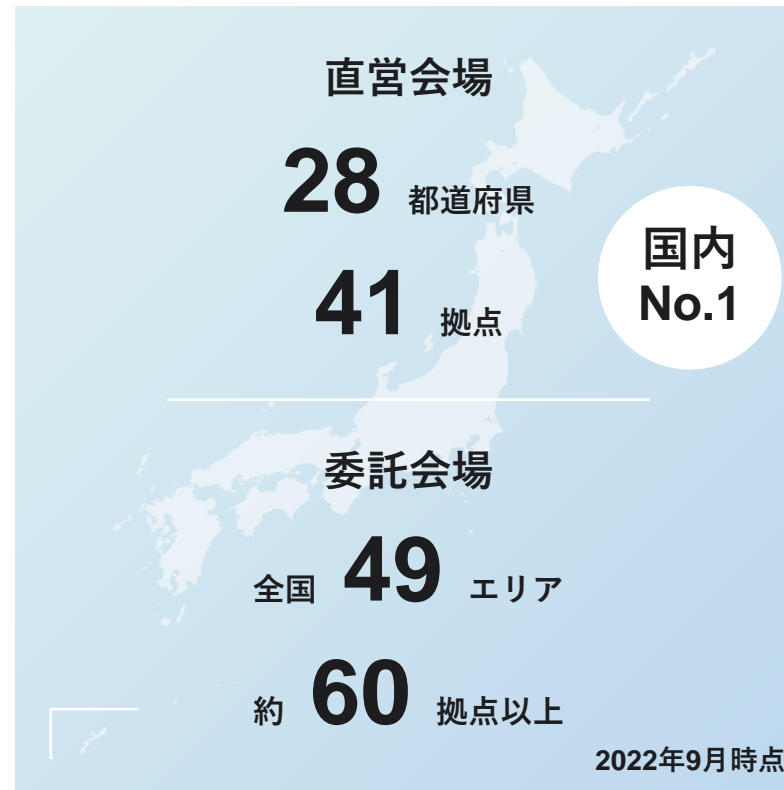 直営会場
28 都道府県
41 拠点
国内
No.1
委託会場
全国 49 エリア
約 60 拠点以上
2022年9月時点